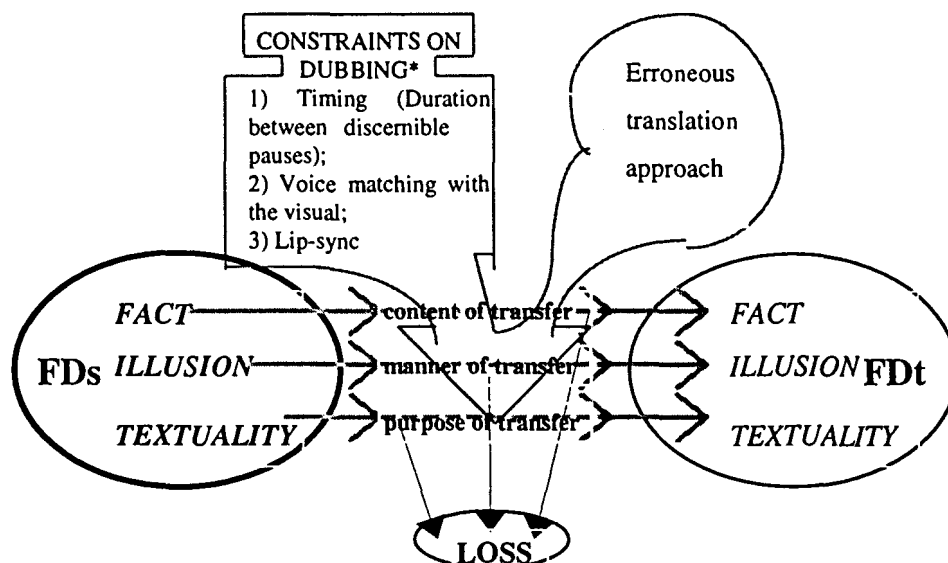 CONSTRAINTS ON
DUBBING*
1) Timing (Duration
between discernible
pauses);
2) Voice matching with
the visual;
3) Lip-sync
Erroneous
translation
approach
FACT
content of transfer
FACT
FDs
ILLUSION
manner of transfer
ILLUSION
FDt
TEXTUALITY
purpose of transfer
TEXTUALITY
LOSS